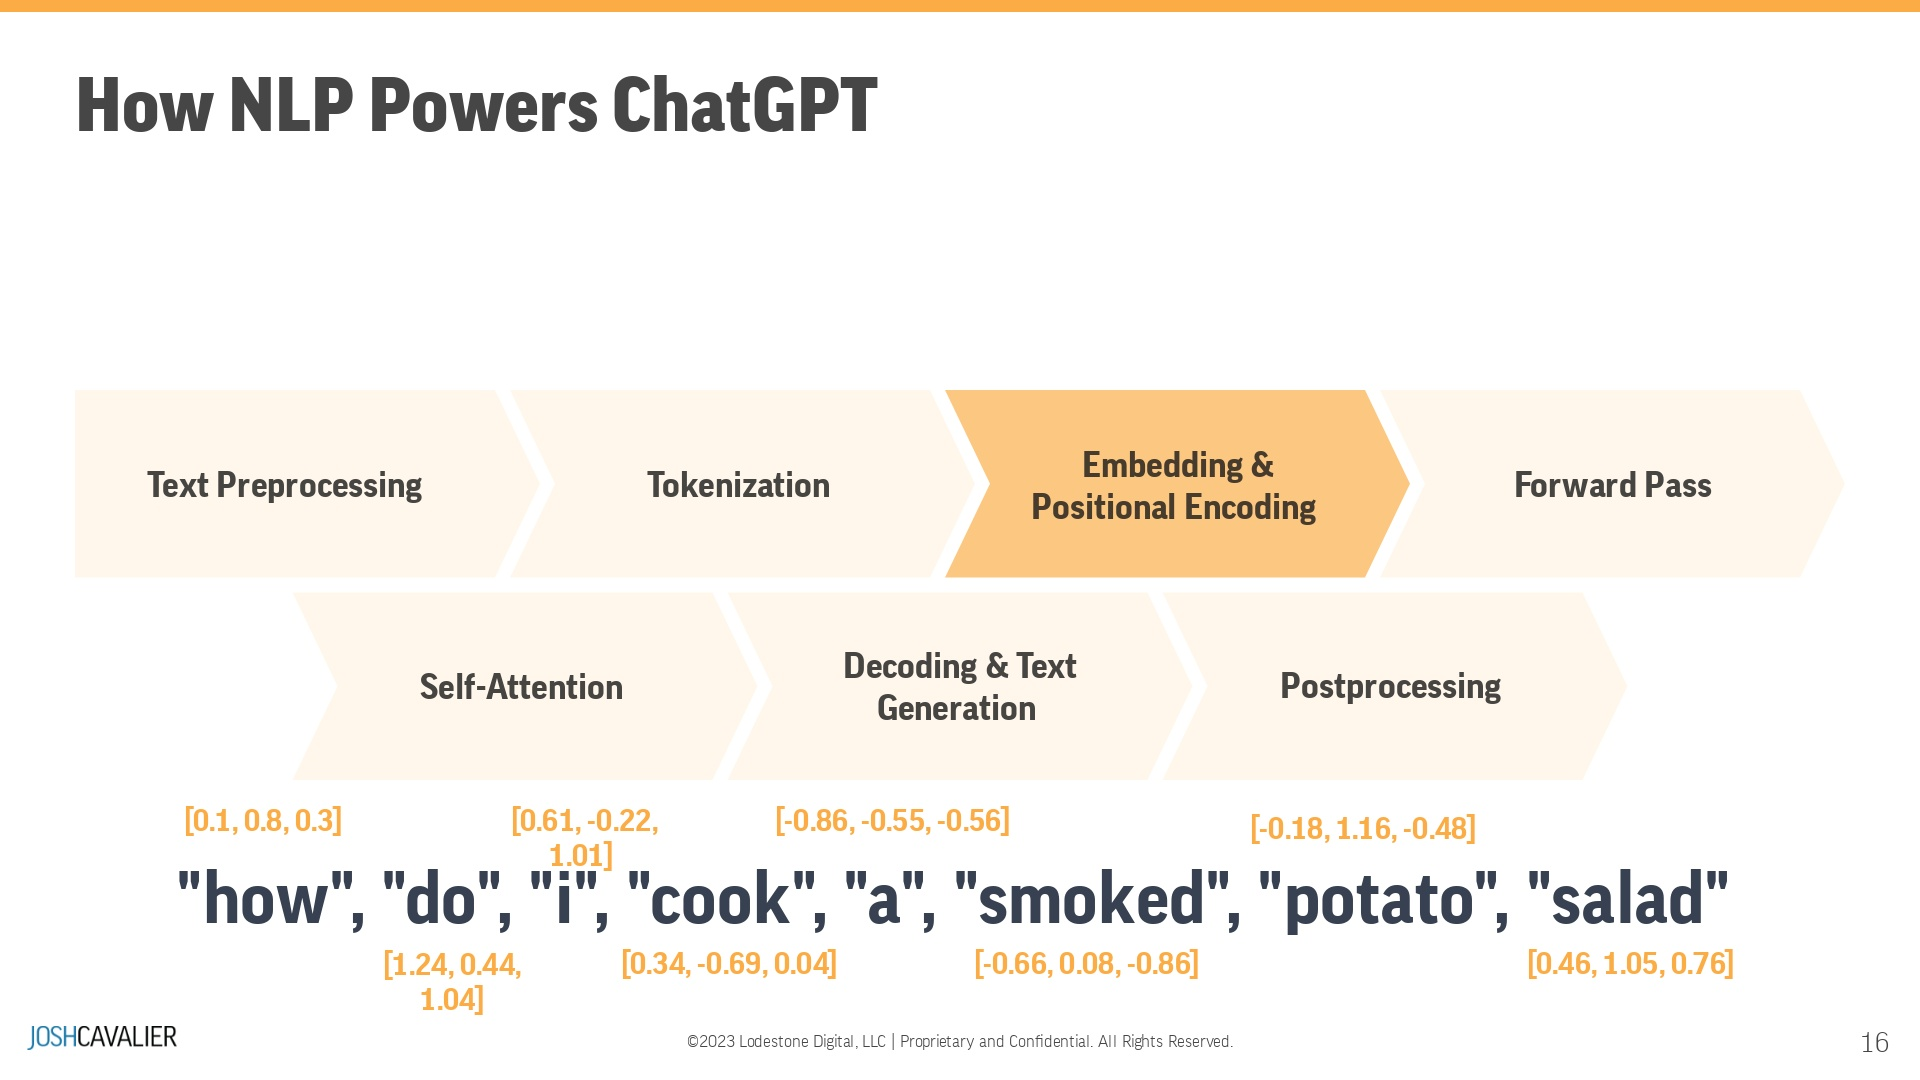 How NLP Powers ChatGPT
Text Preprocessing
Tokenization
Embedding &
Positional Encoding
Forward Pass
Self-Attention
Decoding & Text
Generation
Postprocessing
[0.1, 0.8, 0.3]
[0.61, -0.22,
1.01]
[-0.86, -0.55, -0.56]
[-0.18, 1.16, -0.48]
"how", "do", "i", "cook", "a", "smoked", "potato", "salad"
[1.24, 0.44,
1.04]
[0.34, -0.69, 0.04]
[-0.66, 0.08, -0.86]
[0.46, 1.05, 0.76]
JOSHCAVALIER
©2023 Lodestone Digital, LLC | Proprietary and Confidential. All Rights Reserved.
16